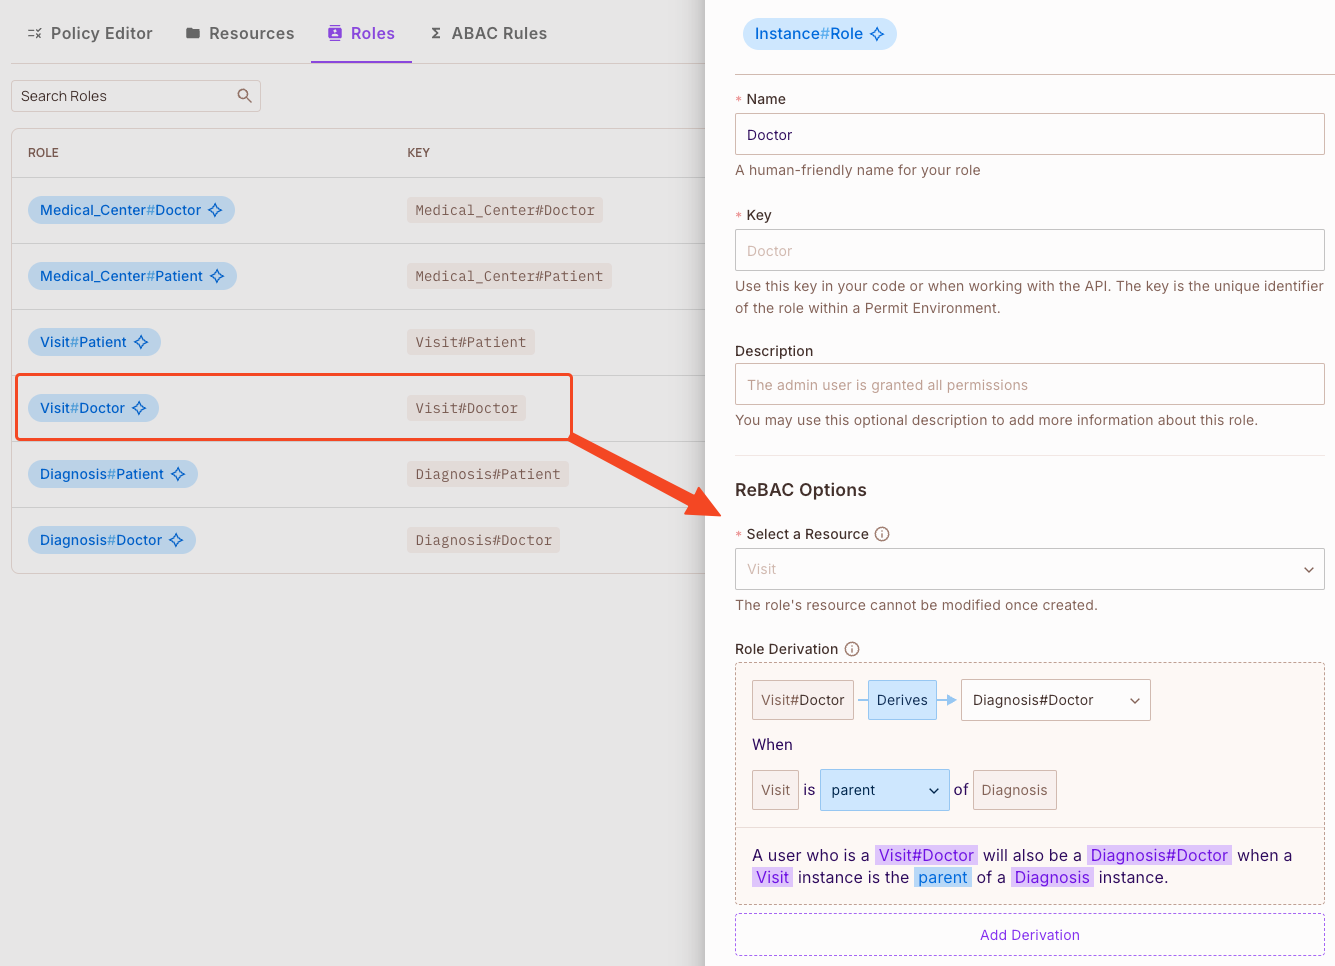 Policy Editor
Resources
Roles
Σ ABAC Rules
Search Roles
ROLE
KEY
Medical_Center#Doctor
Medical_Center#Doctor
Medical_Center#Patient
Medical_Center#Patient
Visit#Patient
Visit#Patient
Visit#Doctor
Visit#Doctor
Diagnosis#Patient
Diagnosis#Patient
Diagnosis#Doctor
Diagnosis#Doctor
Instance#Role
* Name
Doctor
A human-friendly name for your role
* Key
Doctor
Use this key in your code or when working with the API. The key is the unique identifier
of the role within a Permit Environment.
Description
The admin user is granted all permissions
You may use this optional description to add more information about this role.
ReBAC Options
* Select a Resource
Visit
The role's resource cannot be modified once created.
Role Derivation
Visit#Doctor Derives Diagnosis#Doctor
When
Visit is parent of Diagnosis
A user who is a Visit#Doctor will also be a Diagnosis#Doctor when a
Visit instance is the parent of a Diagnosis instance.
Add Derivation